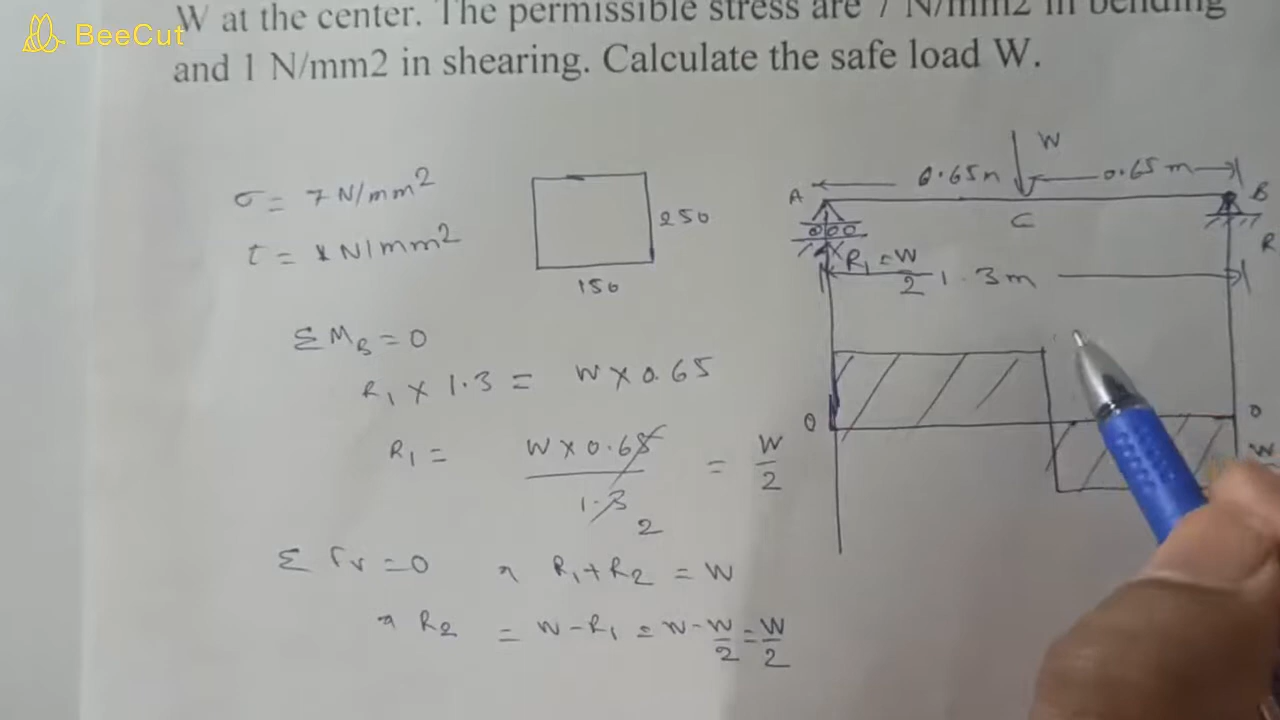 BeeCut
W at the center. The permissible stress are 7 N/mm2 in bending
and 1 N/mm2 in shearing. Calculate the safe load W.
σ = 7 N/mm²
τ = 1 N/mm²
250
150
W
0.65m
0.65 m
A
B
C
R
R₁ = W/2
1.3m
ΣM_B = 0
R₁ × 1.3 = W × 0.65
R₁ = W × 0.65 / 1.3 = W/2
2
0
0
W
ΣFv = 0 R₁ + R₂ = W
R₂ = W - R₁ = W - W/2 = W/2